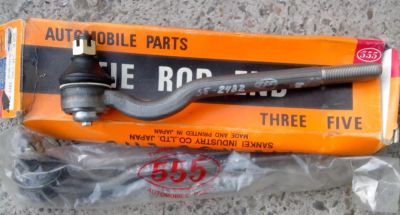 AUTOMOBILE PARTS
555
TIE ROD END
THREE FIVE
SANKEI INDUSTRY CO.,LTD. JAPAN
MADE AND PRINTED IN JAPAN
555
AUTOMOBILE